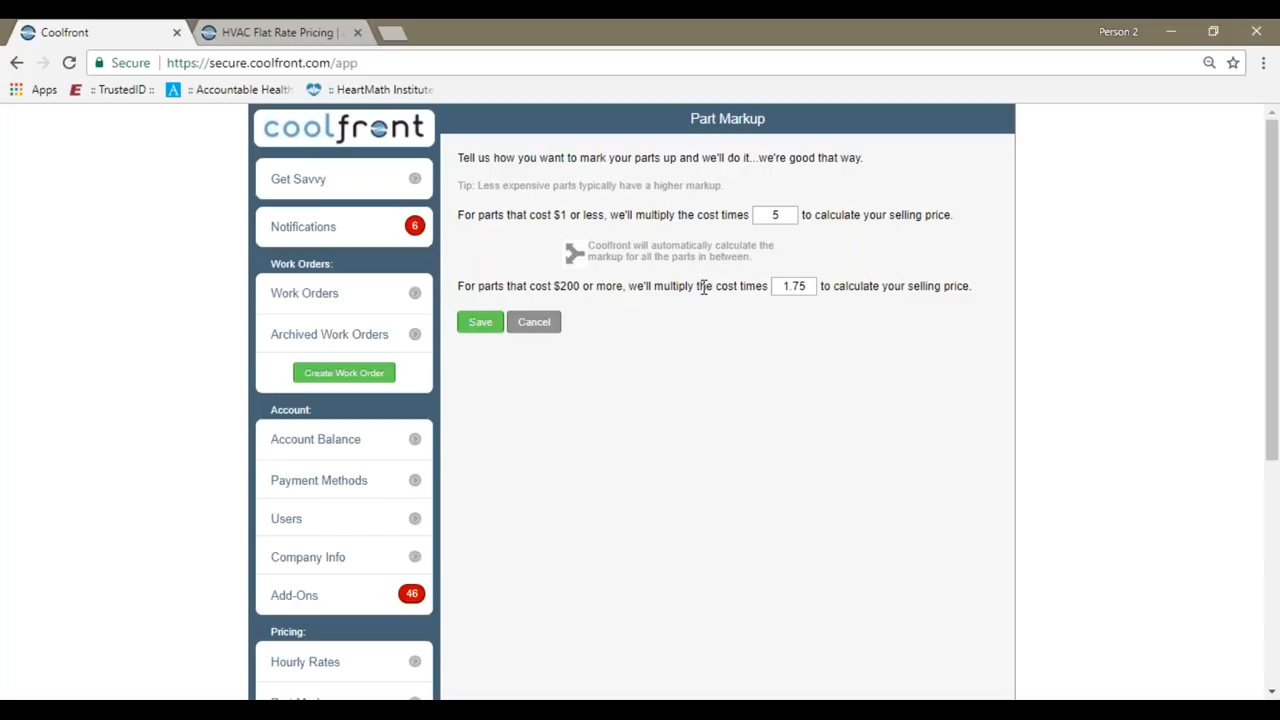 Coolfront
HVAC Flat Rate Pricing |
Person 2
Secure https://secure.coolfront.com/app
Apps
E :: TrustedID ::
A :: Accountable Health
:: HeartMath Institute
coolfront
Get Savvy
Notifications 6
Work Orders:
Work Orders
Archived Work Orders
Create Work Order
Account:
Account Balance
Payment Methods
Users
Company Info
Add-Ons 46
Pricing:
Hourly Rates
Part Markup
Tell us how you want to mark your parts up and we'll do it...we're good that way.
Tip: Less expensive parts typically have a higher markup.
For parts that cost $1 or less, we'll multiply the cost times 5 to calculate your selling price.
Coolfront will automatically calculate the
markup for all the parts in between.
For parts that cost $200 or more, we'll multiply the cost times 1.75 to calculate your selling price.
Save Cancel